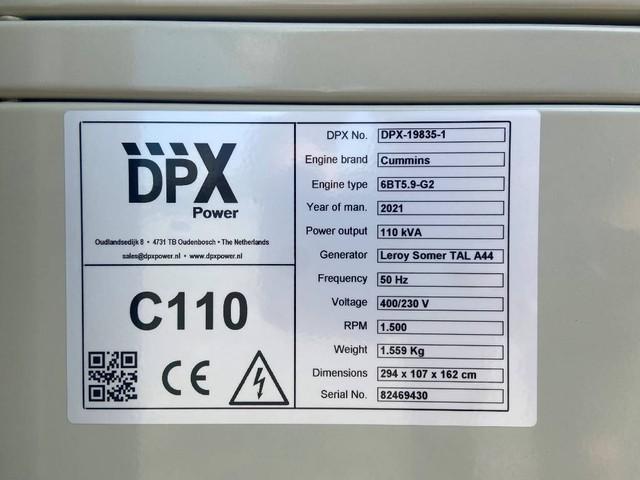 DPX
Power
Oudlandsedijk 8 • 4731 TB Oudenbosch • The Netherlands
sales@dpxpower.nl • www.dpxpower.nl
C110
CE
DPX No. DPX-19835-1
Engine brand Cummins
Engine type 6BT5.9-G2
Year of man. 2021
Power output 110 kVA
Generator Leroy Somer TAL A44
Frequency 50 Hz
Voltage 400/230 V
RPM 1.500
Weight 1.559 Kg
Dimensions 294 x 107 x 162 cm
Serial No. 82469430